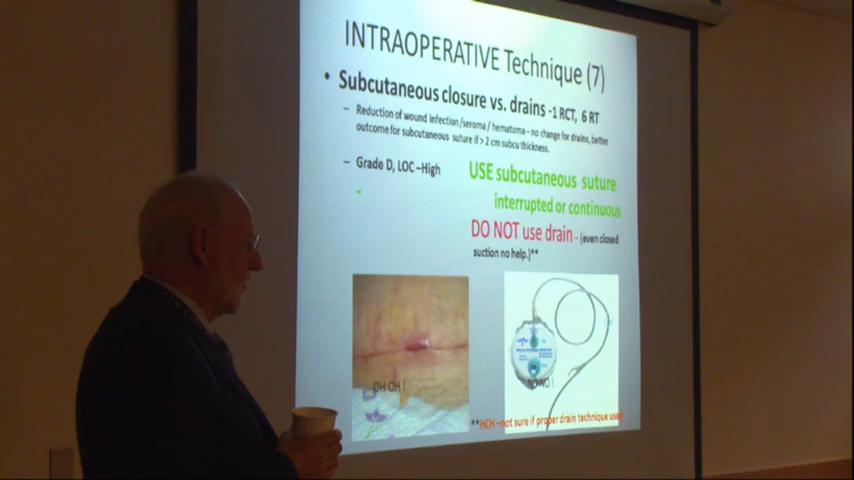 INTRAOPERATIVE Technique (7)
• Subcutaneous closure vs. drains -1 RCT, 6 RT
– Reduction of wound infection /seroma / hematoma – no change for drains, better
outcome for subcutaneous suture if > 2 cm subcu thickness.
– Grade D, LOC –High
USE subcutaneous suture
interrupted or continuous
DO NOT use drain - (even closed
suction no help.)**
OH OH !
NO NO !
**HCH –not sure if proper drain technique used